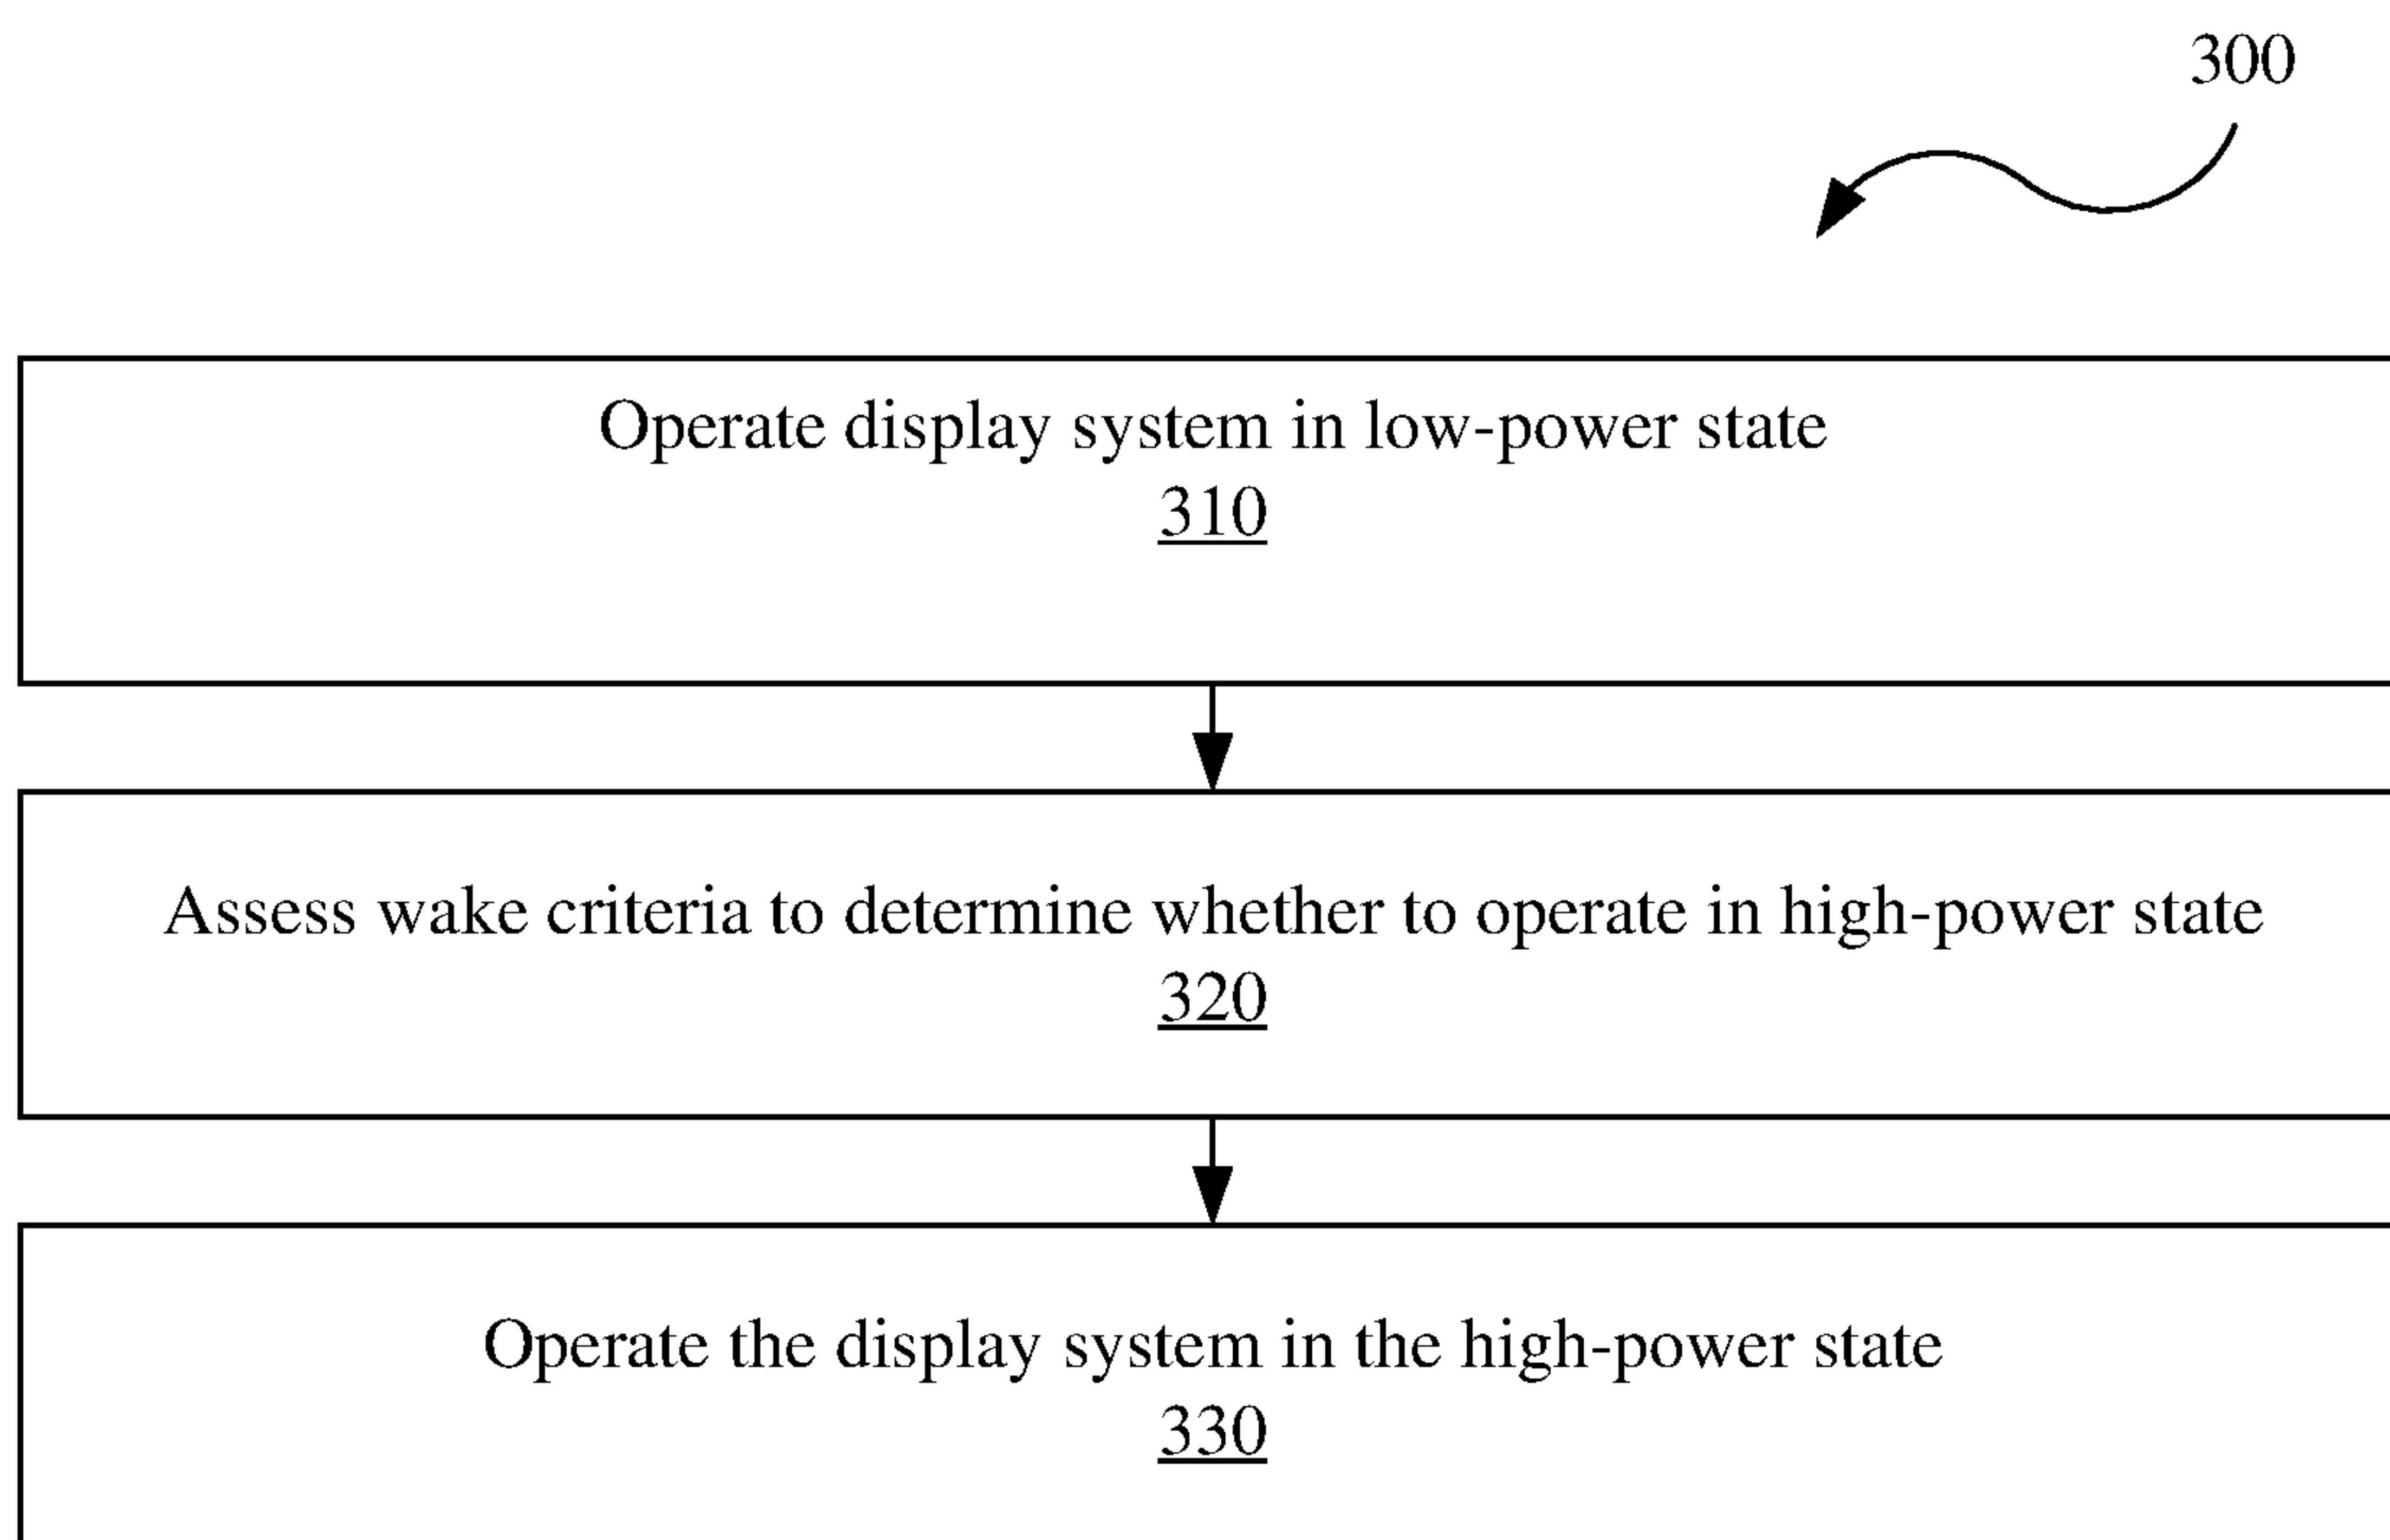 300
Operate display system in low-power state
310
Assess wake criteria to determine whether to operate in high-power state
320
Operate the display system in the high-power state
330